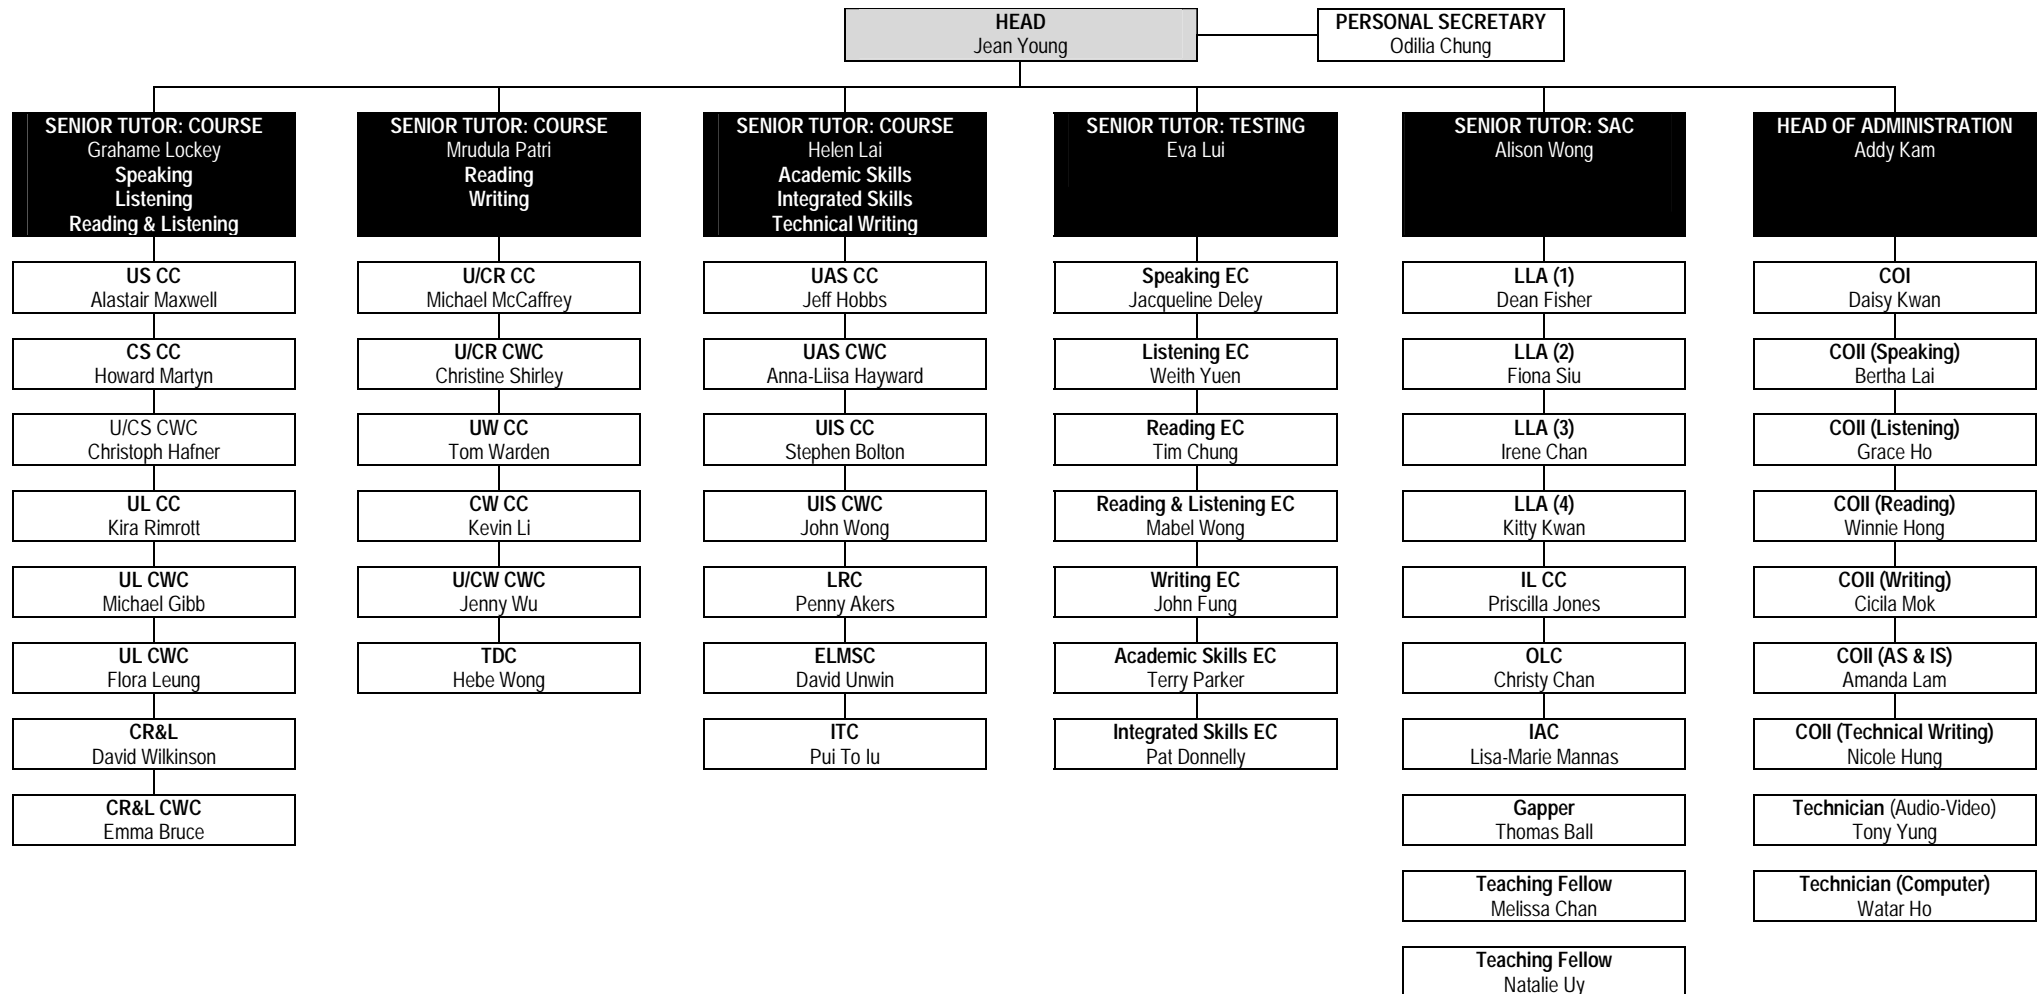 HEAD
Jean Young
PERSONAL SECRETARY
Odilia Chung
SENIOR TUTOR: COURSE
Grahame Lockey
Speaking
Listening
Reading & Listening
US CC
Alastair Maxwell
CS CC
Howard Martyn
U/CS CWC
Christoph Hafner
UL CC
Kira Rimrott
UL CWC
Michael Gibb
UL CWC
Flora Leung
CR&L
David Wilkinson
CR&L CWC
Emma Bruce
SENIOR TUTOR: COURSE
Mrudula Patri
Reading
Writing
U/CR CC
Michael McCaffrey
U/CR CWC
Christine Shirley
UW CC
Tom Warden
CW CC
Kevin Li
U/CW CWC
Jenny Wu
TDC
Hebe Wong
SENIOR TUTOR: COURSE
Helen Lai
Academic Skills
Integrated Skills
Technical Writing
UAS CC
Jeff Hobbs
UAS CWC
Anna-Liisa Hayward
UIS CC
Stephen Bolton
UIS CWC
John Wong
LRC
Penny Akers
ELMSC
David Unwin
ITC
Pui To Iu
SENIOR TUTOR: TESTING
Eva Lui
Speaking EC
Jacqueline Deley
Listening EC
Weith Yuen
Reading EC
Tim Chung
Reading & Listening EC
Mabel Wong
Writing EC
John Fung
Academic Skills EC
Terry Parker
Integrated Skills EC
Pat Donnelly
SENIOR TUTOR: SAC
Alison Wong
LLA (1)
Dean Fisher
LLA (2)
Fiona Siu
LLA (3)
Irene Chan
LLA (4)
Kitty Kwan
IL CC
Priscilla Jones
OLC
Christy Chan
IAC
Lisa-Marie Mannas
Gapper
Thomas Ball
Teaching Fellow
Melissa Chan
Teaching Fellow
Natalie Uy
HEAD OF ADMINISTRATION
Addy Kam
COI
Daisy Kwan
COII (Speaking)
Bertha Lai
COII (Listening)
Grace Ho
COII (Reading)
Winnie Hong
COII (Writing)
Cicila Mok
COII (AS & IS)
Amanda Lam
COII (Technical Writing)
Nicole Hung
Technician (Audio-Video)
Tony Yung
Technician (Computer)
Watar Ho